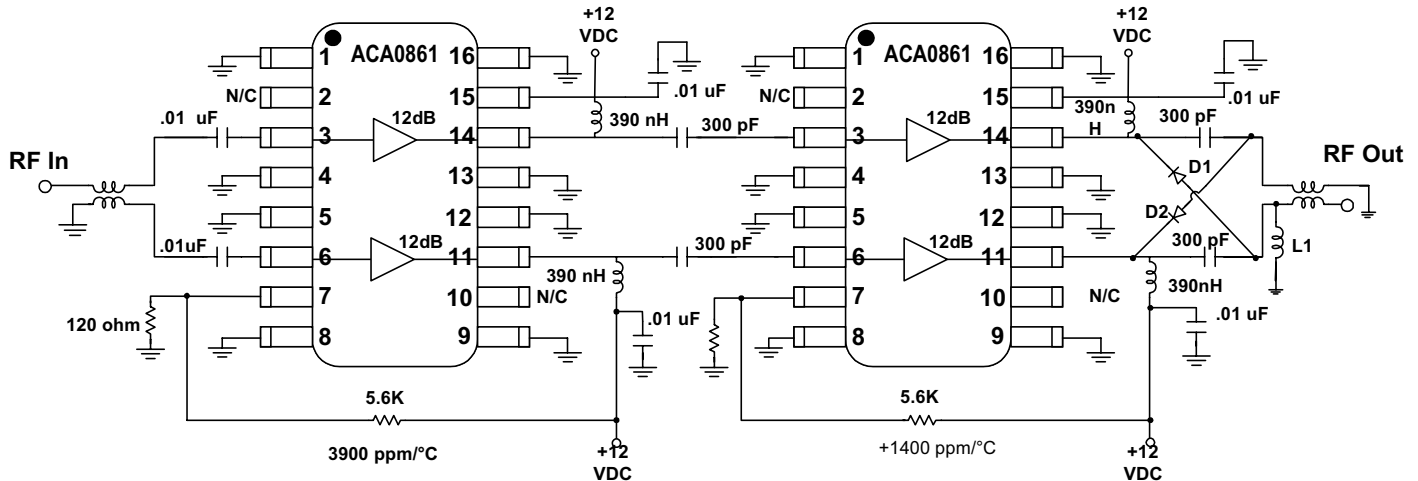 +12
VDC
+12
VDC
ACA0861
ACA0861
1
16
1
16
N/C
2
15
.01 uF
N/C
2
15
.01 uF
.01 uF
12dB
390 nH
300 pF
12dB
390n
H
300 pF
3
14
3
14
RF In
RF Out
4
13
4
13
D1
5
12
5
12
D2
.01uF
12dB
300 pF
12dB
300 pF
L1
6
11
6
11
390 nH
390nH
7
10
N/C
7
10
N/C
120 ohm
.01 uF
.01 uF
8
9
8
9
5.6K
5.6K
3900 ppm/°C
+1400 ppm/°C
+12
VDC
+12
VDC